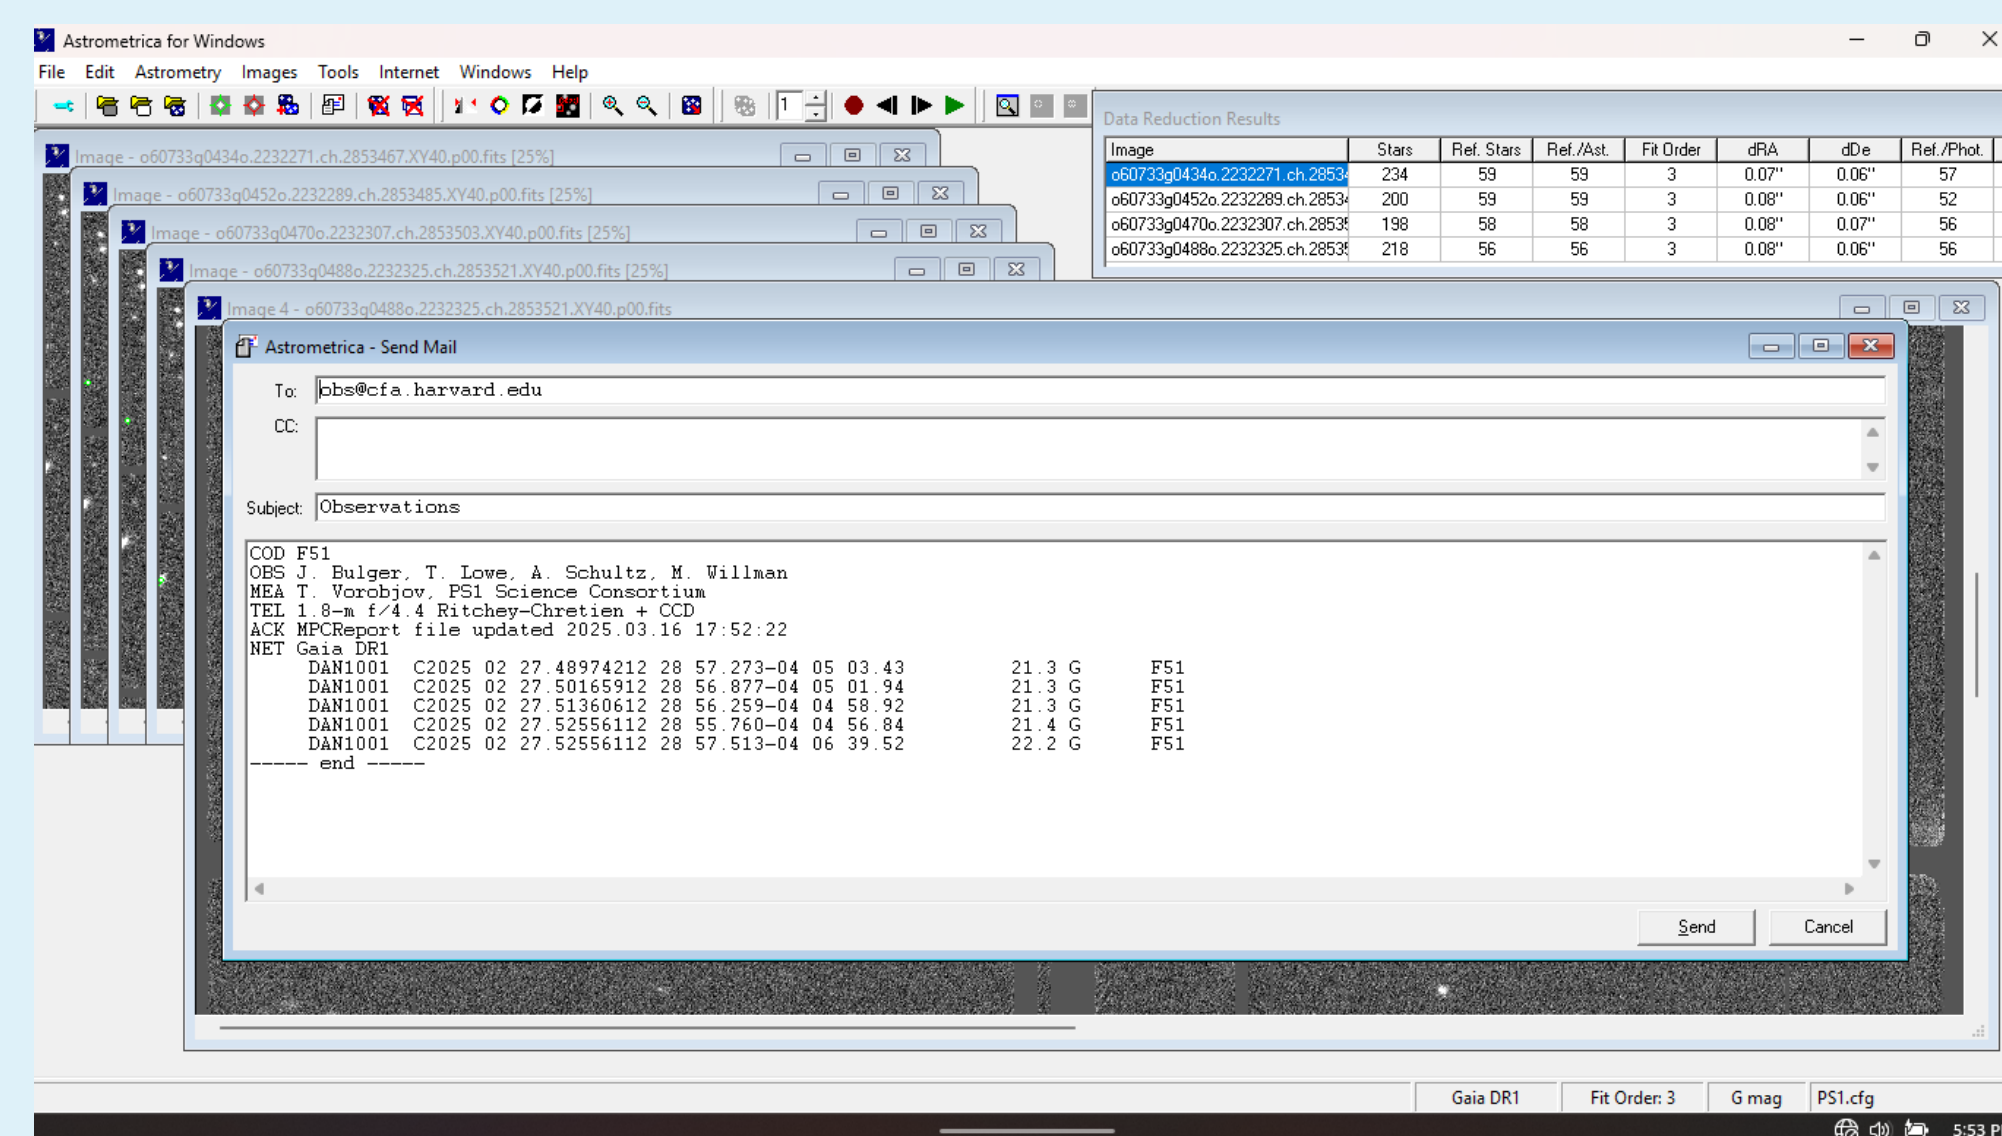 Astrometrica for Windows
File Edit Astrometry Images Tools Internet Windows Help
1
Data Reduction Results
Image Stars Ref. Stars Ref./Ast. Fit Order dRA dDe Ref./Phot.
o60733g0434o.2232271.ch.28534 234 59 59 3 0.07'' 0.06'' 57
o60733g0452o.2232289.ch.28534 200 59 59 3 0.08'' 0.06'' 52
o60733g0470o.2232307.ch.28535 198 58 58 3 0.08'' 0.07'' 56
o60733g0488o.2232325.ch.28535 218 56 56 3 0.08'' 0.06'' 56
Image - o60733g0434o.2232271.ch.2853467.XY40.p00.fits [25%]
Image - o60733g0452o.2232289.ch.2853485.XY40.p00.fits [25%]
Image - o60733g0470o.2232307.ch.2853503.XY40.p00.fits [25%]
Image - o60733g0488o.2232325.ch.2853521.XY40.p00.fits [25%]
Image 4 - o60733g0488o.2232325.ch.2853521.XY40.p00.fits
Astrometrica - Send Mail
To: obs@cfa.harvard.edu
CC:
Subject: Observations
COD F51
OBS J. Bulger, T. Lowe, A. Schultz, M. Willman
MEA T. Vorobjov, PS1 Science Consortium
TEL 1.8-m f/4.4 Ritchey-Chretien + CCD
ACK MPCReport file updated 2025.03.16 17:52:22
NET Gaia DR1
DAN1001 C2025 02 27.48974212 28 57.273-04 05 03.43 21.3 G F51
DAN1001 C2025 02 27.50165912 28 56.877-04 05 01.94 21.3 G F51
DAN1001 C2025 02 27.51360612 28 56.259-04 04 58.92 21.3 G F51
DAN1001 C2025 02 27.52556112 28 55.760-04 04 56.84 21.4 G F51
DAN1001 C2025 02 27.52556112 28 57.513-04 06 39.52 22.2 G F51
----- end -----
Send Cancel
Gaia DR1 Fit Order: 3 G mag PS1.cfg
5:53 P